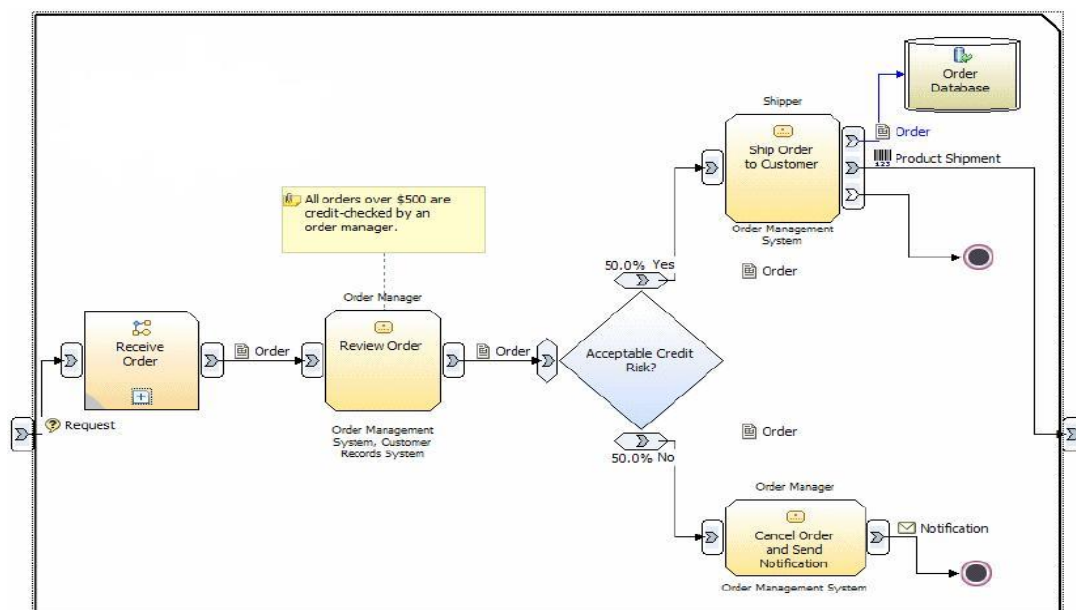 Order
Database
Shipper
Order
Ship Order
to Customer
123
Product Shipment
All orders over $500 are
credit-checked by an
order manager.
Order Management
System
50.0% Yes
Order
Order Manager
Receive
Order
Order
Review Order
Order
Acceptable Credit
Risk?
Request
Order Management
System, Customer
Records System
Order
50.0% No
Order Manager
Cancel Order
and Send
Notification
Notification
Order Management System